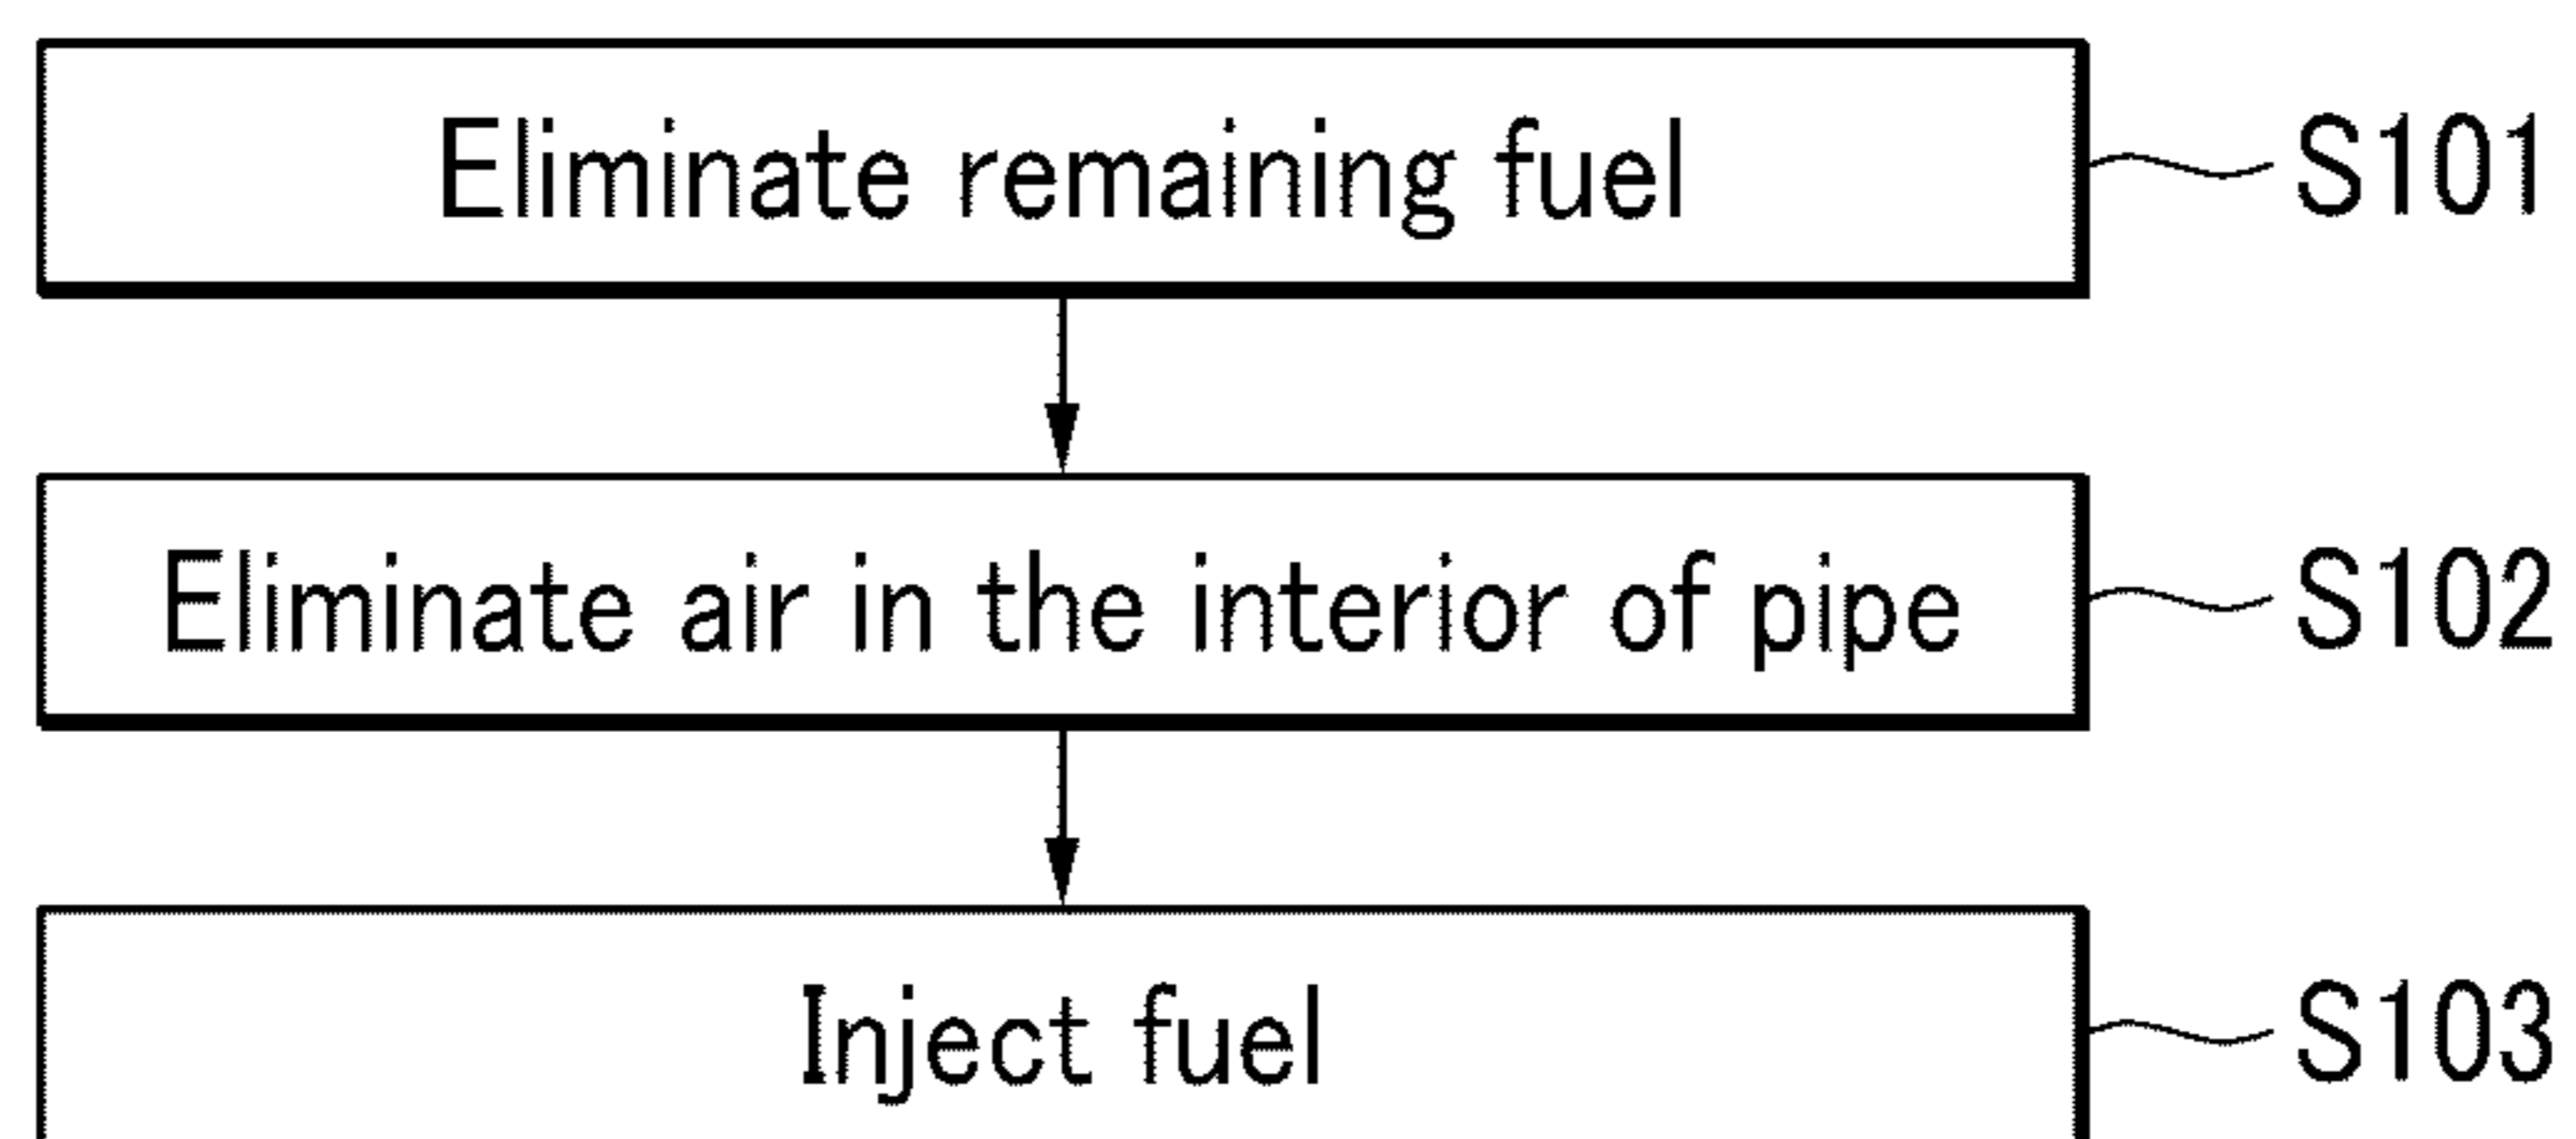 Eliminate remaining fuel S101
Eliminate air in the interior of pipe S102
Inject fuel S103